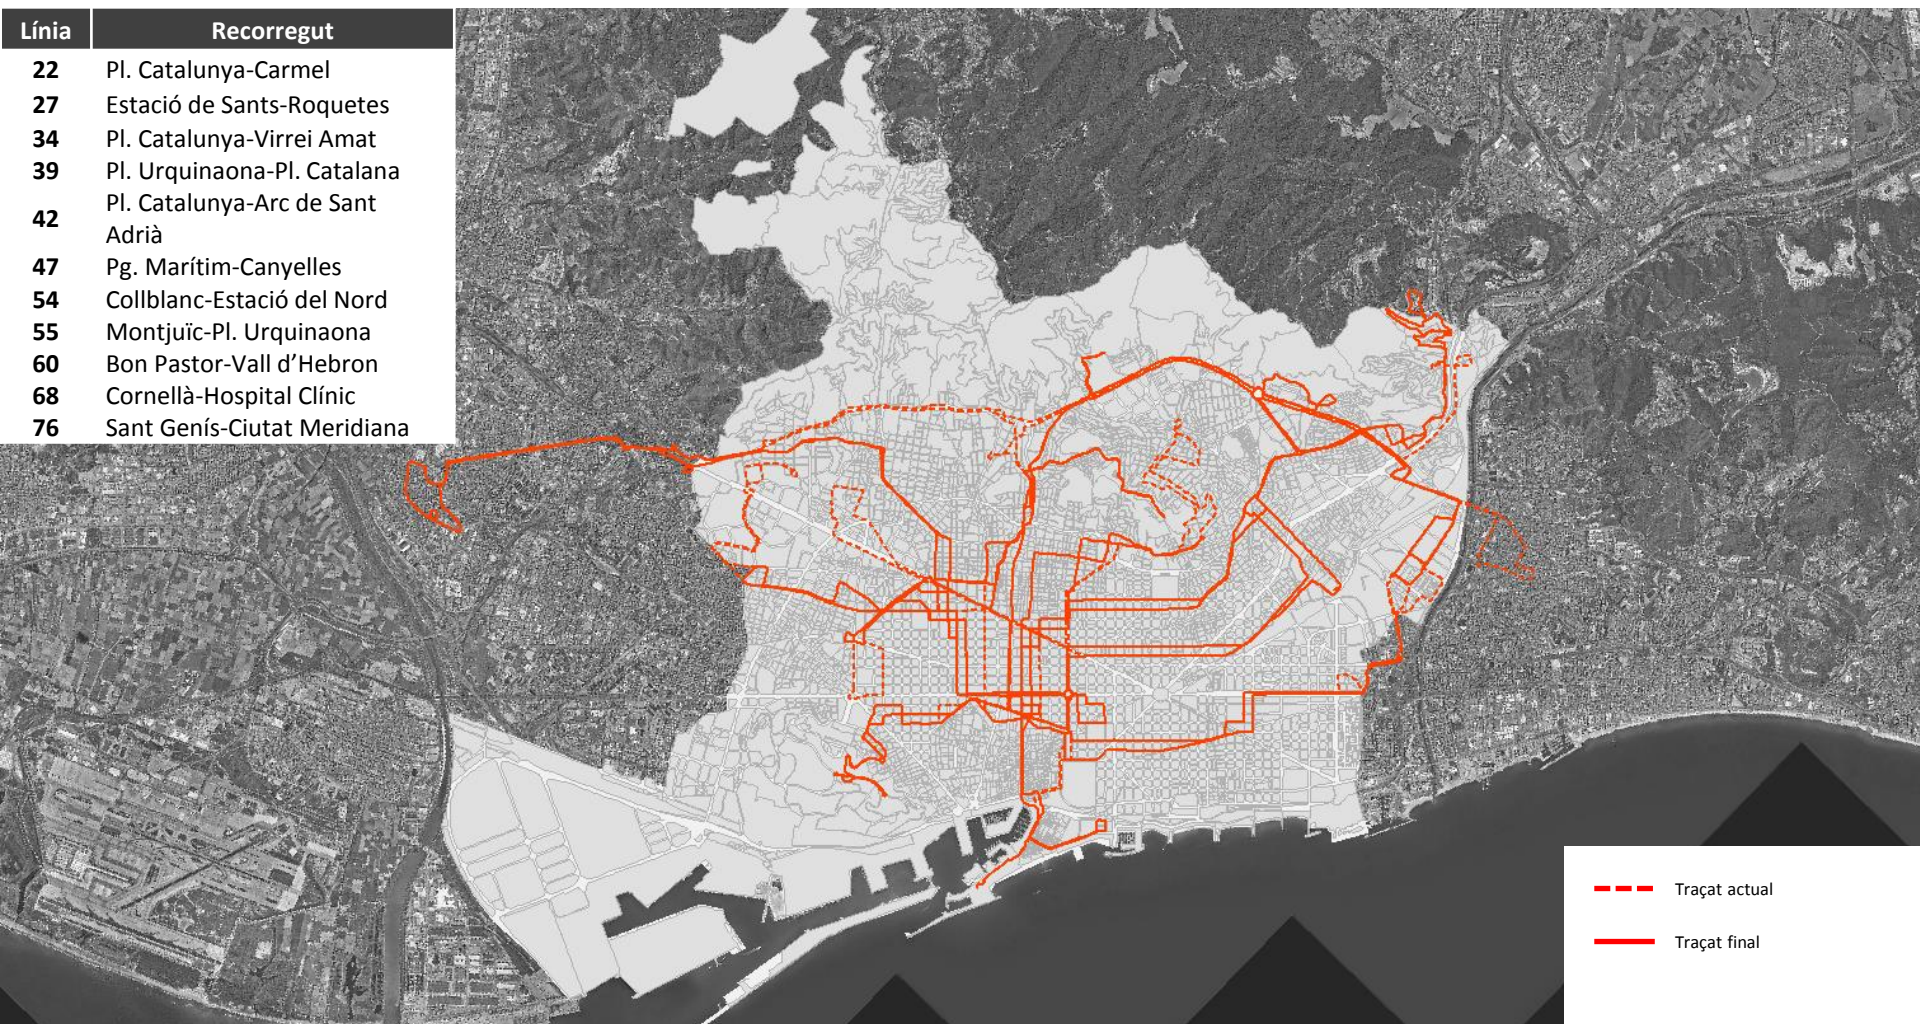 Línia Recorregut
22 Pl. Catalunya-Carmel
27 Estació de Sants-Roquetes
34 Pl. Catalunya-Virrei Amat
39 Pl. Urquinaona-Pl. Catalana
42 Pl. Catalunya-Arc de Sant
Adrià
47 Pg. Marítim-Canyelles
54 Collblanc-Estació del Nord
55 Montjuïc-Pl. Urquinaona
60 Bon Pastor-Vall d’Hebron
68 Cornellà-Hospital Clínic
76 Sant Genís-Ciutat Meridiana
Traçat actual
Traçat final